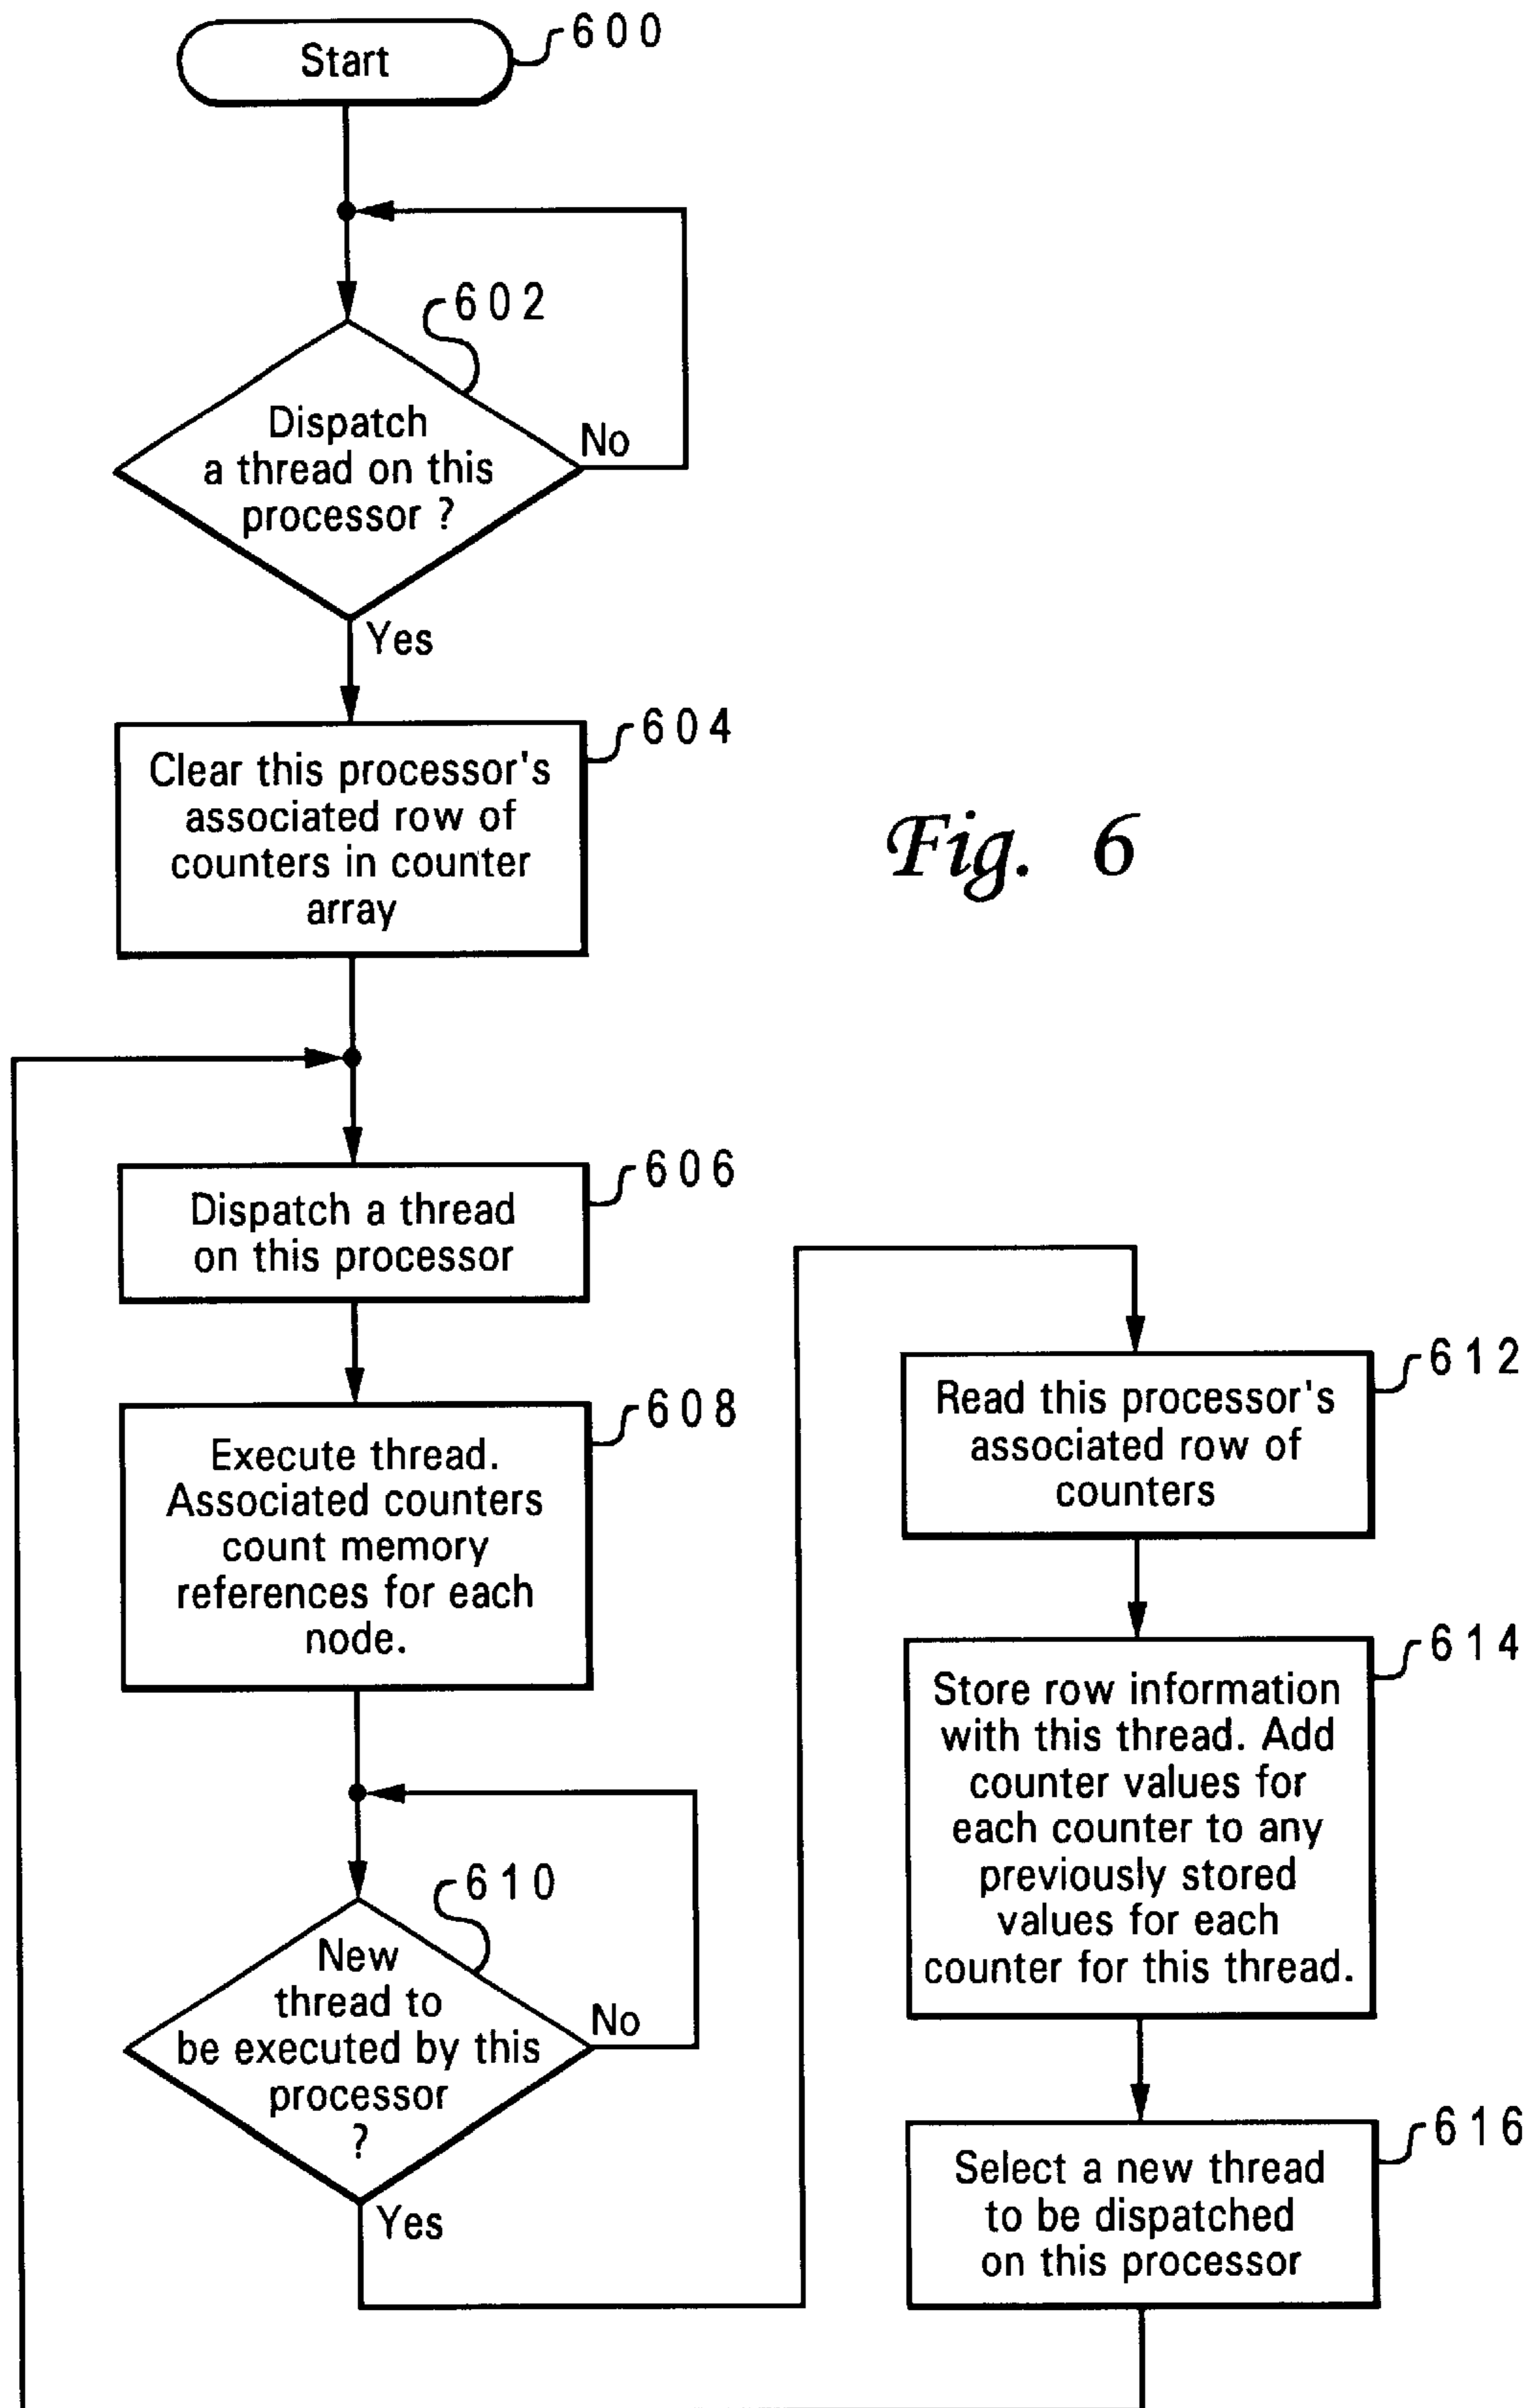 Start
600
602
Dispatch
a thread on this
processor ?
No
Yes
604
Clear this processor's
associated row of
counters in counter
array
Fig. 6
606
Dispatch a thread
on this processor
608
Execute thread.
Associated counters
count memory
references for each
node.
610
New
thread to
be executed by this
processor
?
No
Yes
612
Read this processor's
associated row of
counters
614
Store row information
with this thread. Add
counter values for
each counter to any
previously stored
values for each
counter for this thread.
616
Select a new thread
to be dispatched
on this processor